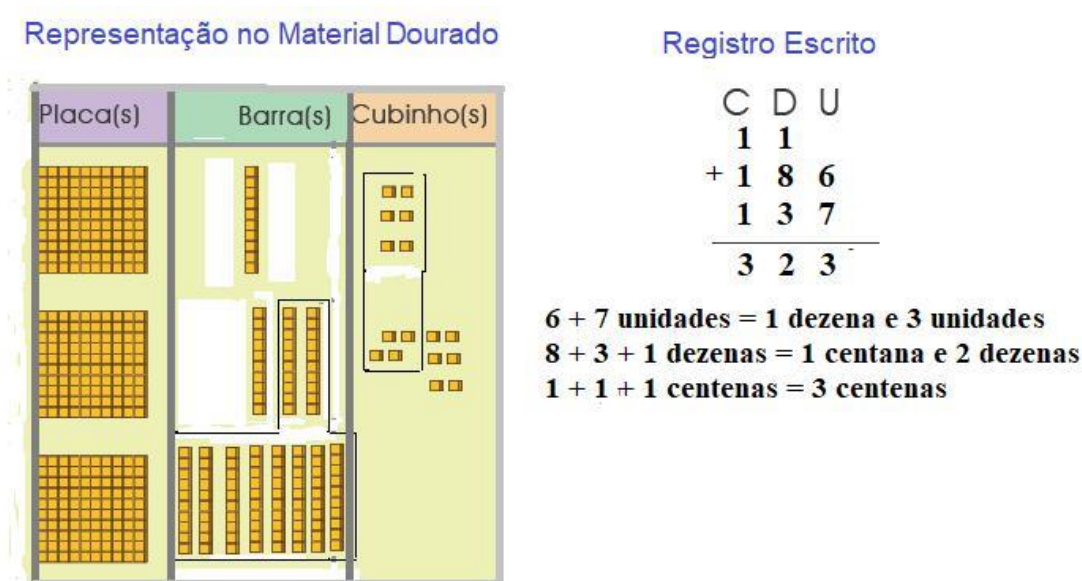 Representação no Material Dourado
Placa(s) Barra(s) Cubinho(s)
Registro Escrito
C D U
1 1
+ 1 8 6
1 3 7
3 2 3
6 + 7 unidades = 1 dezena e 3 unidades
8 + 3 + 1 dezenas = 1 centana e 2 dezenas
1 + 1 + 1 centenas = 3 centenas